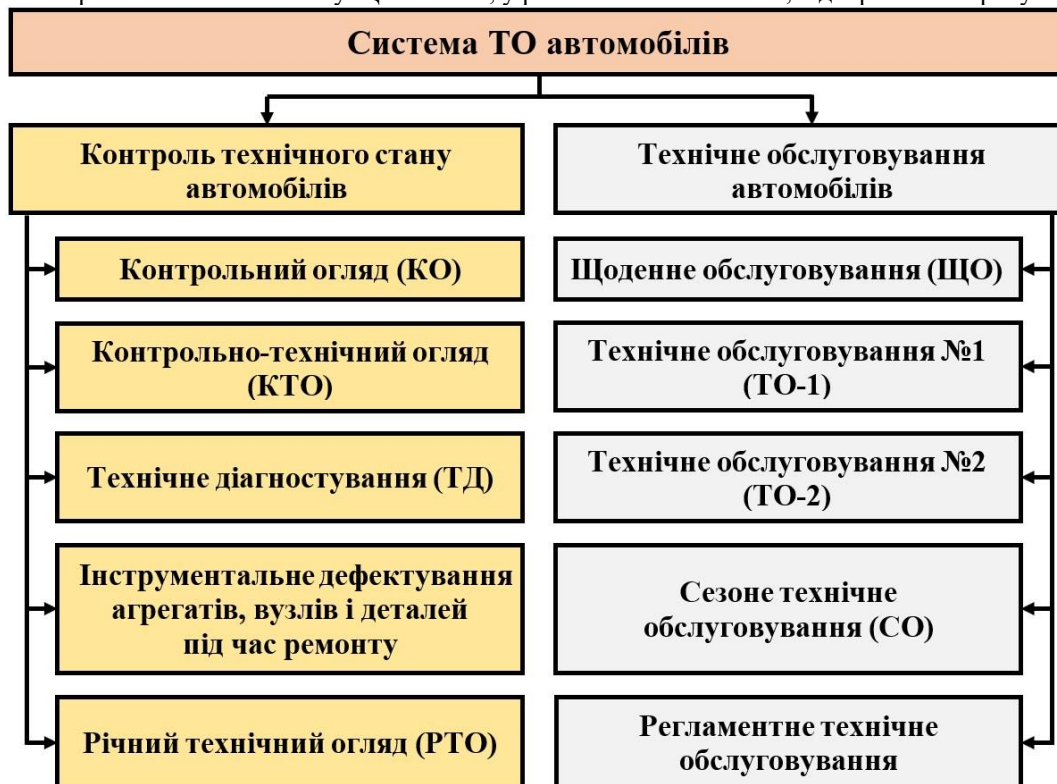 Система ТО автомобілів
Контроль технічного стану
автомобілів
Контрольний огляд (КО)
Контрольно-технічний огляд
(КТО)
Технічне діагностування (ТД)
Інструментальне дефектування
агрегатів, вузлів і деталей
під час ремонту
Річний технічний огляд (РТО)
Технічне обслуговування
автомобілів
Щоденне обслуговування (ЩО)
Технічне обслуговування №1
(ТО-1)
Технічне обслуговування №2
(ТО-2)
Сезоне технічне
обслуговування (СО)
Регламентне технічне
обслуговування